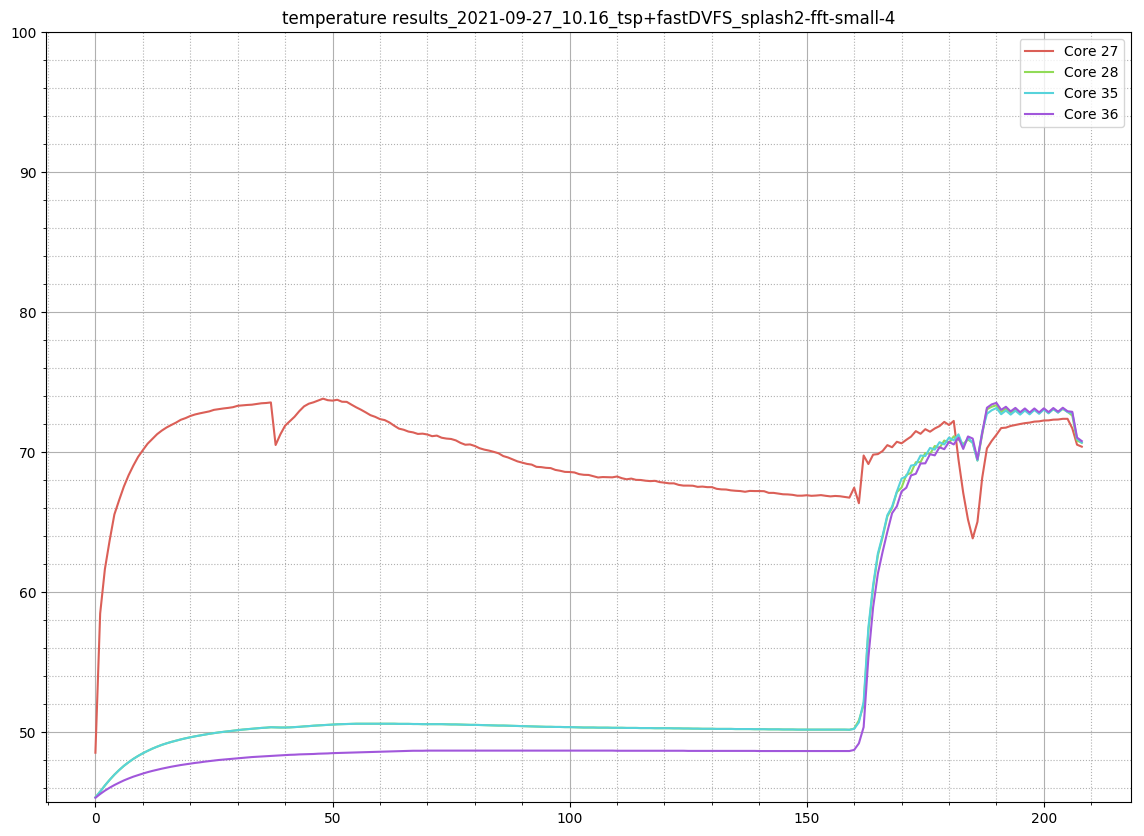 temperature results_2021-09-27_10.16_tsp+fastDVFS_splash2-fft-small-4
100
90
80
70
60
50
0 50 100 150 200
Core 27
Core 28
Core 35
Core 36